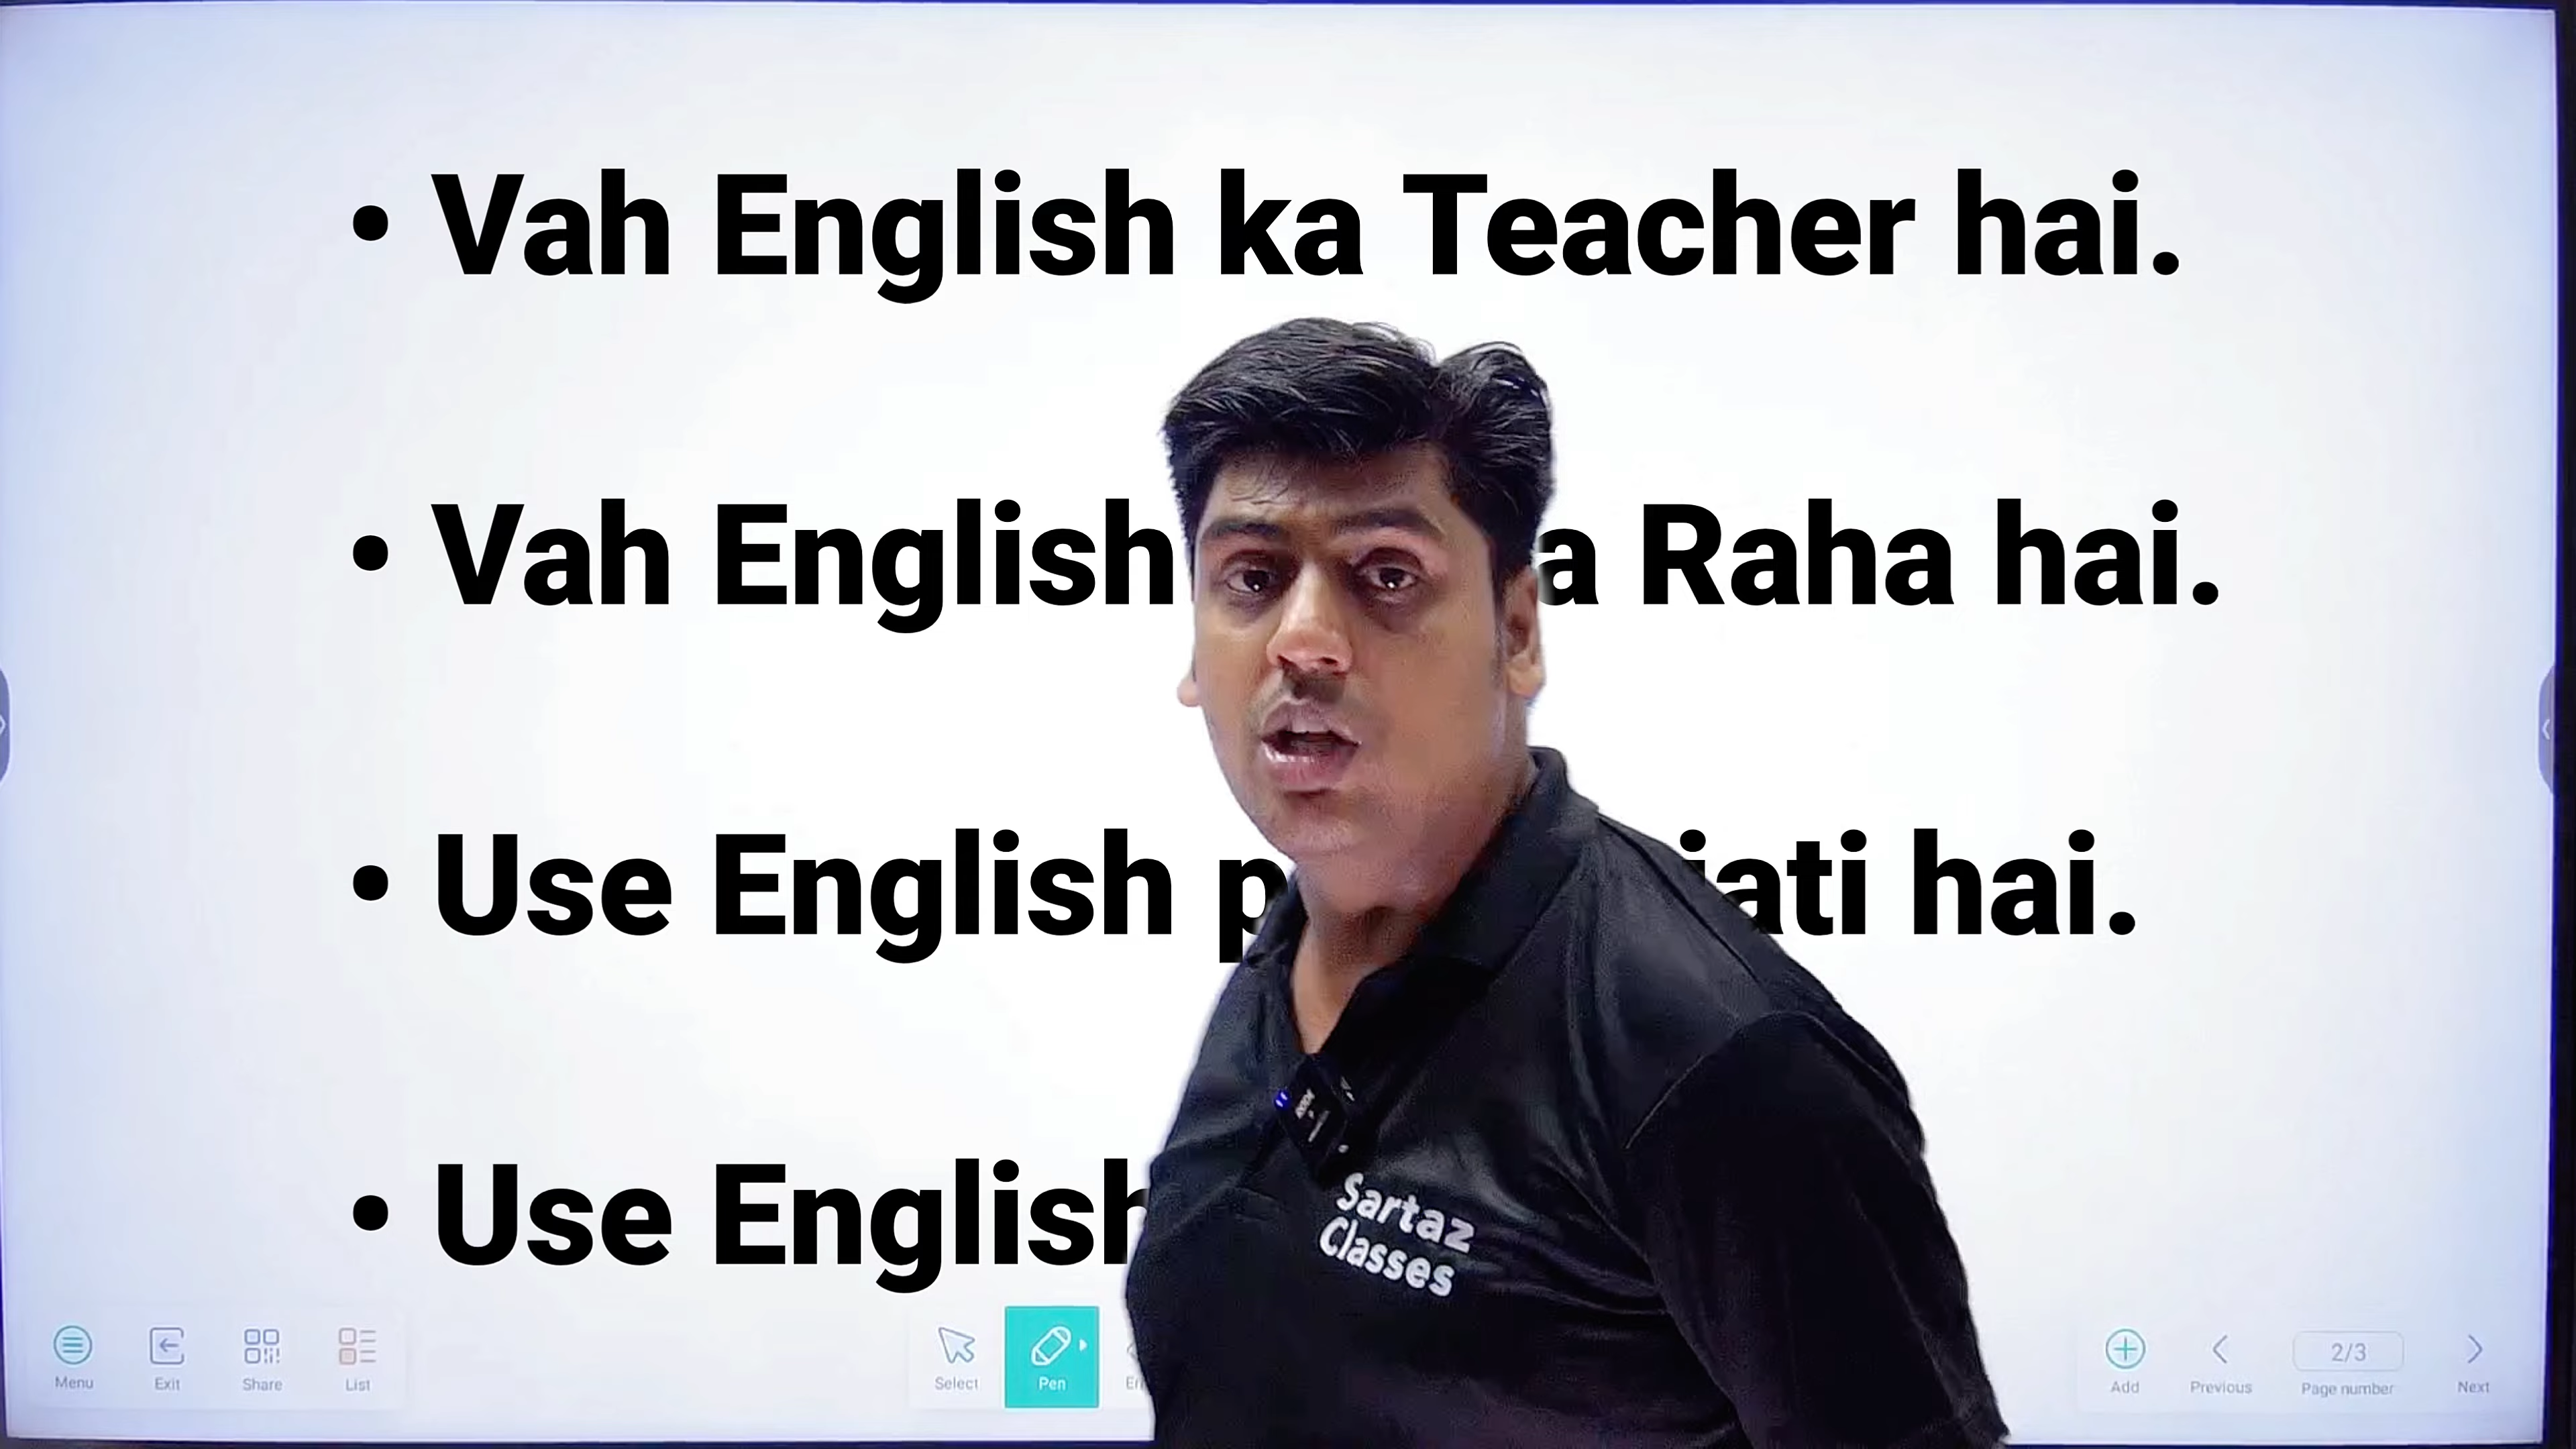 • Vah English ka Teacher hai.
• Vah English Raha hai.
• Use English hai.
• Use English
Sartaz
Classes
Menu
Exit
Share
List
Select
Pen
Add
Previous
2/3
Page number
Next